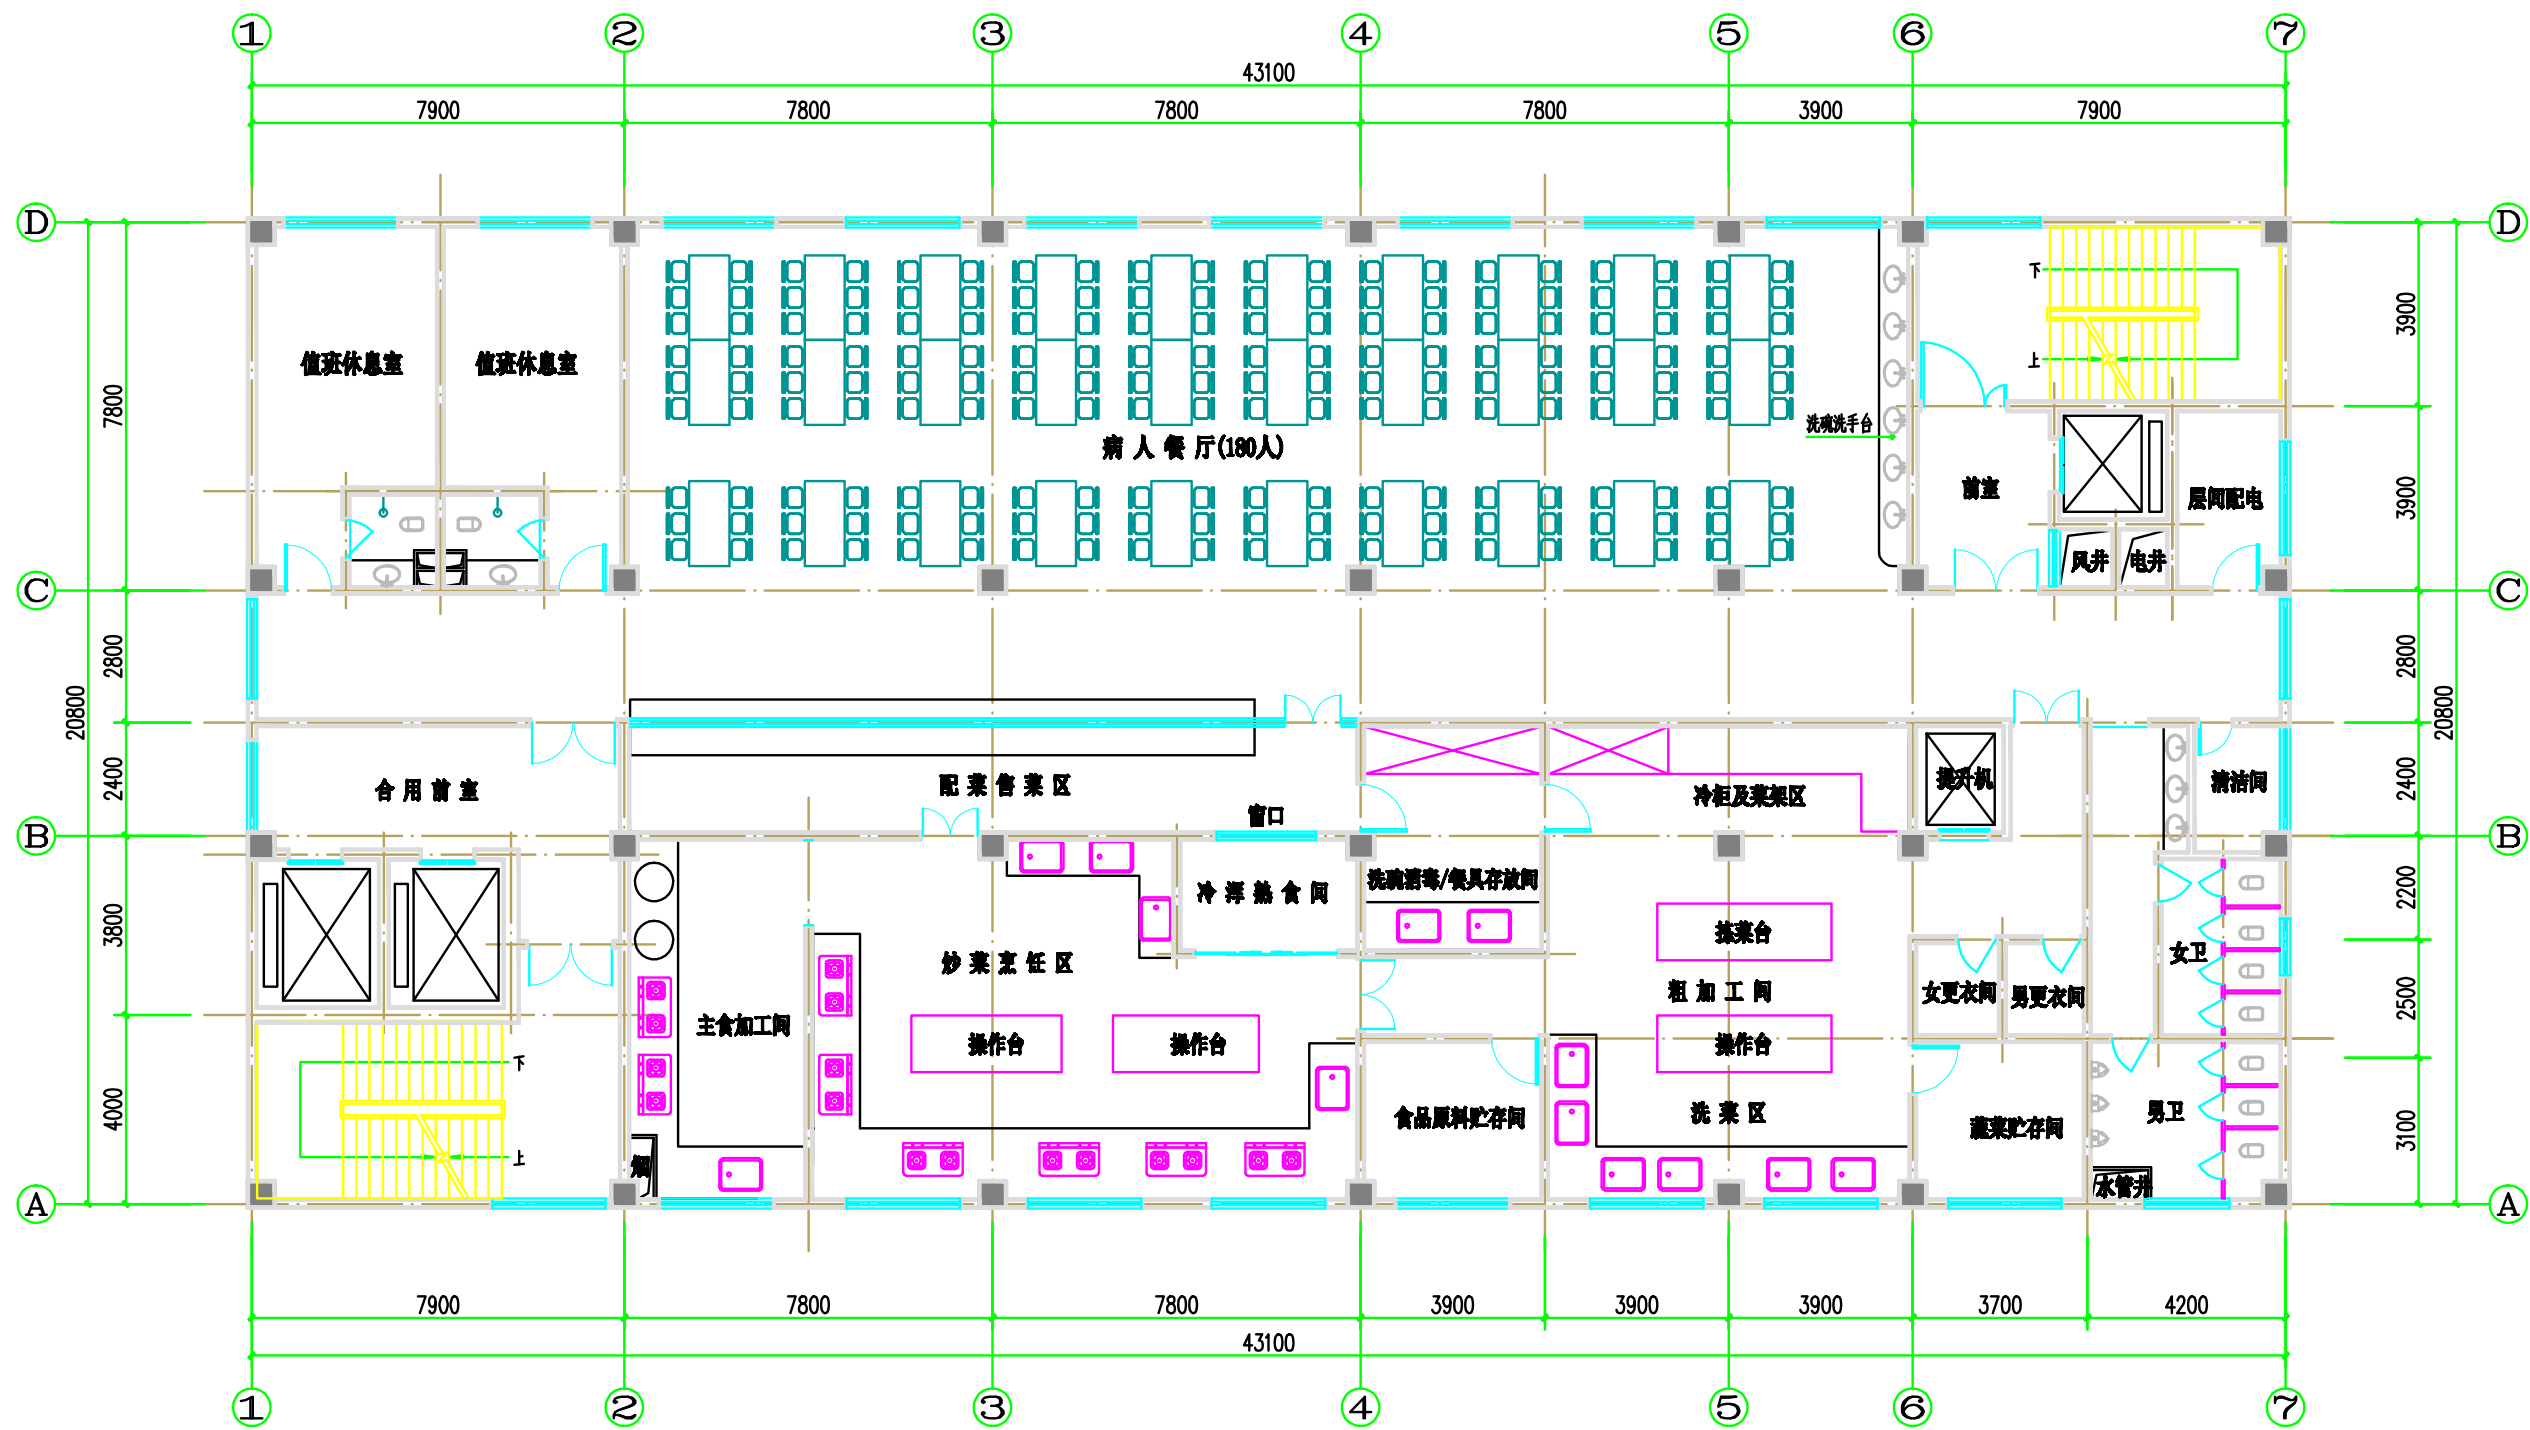 1 2 3 4 5 6 7
43100
7900 7800 7800 7800 3900 7900
D D
下
3900
值班休息室 值班休息室
上
7800
洗碗洗手台
病 人 餐 厅(180人)
前室 层间配电 3900
风井 电井
C C
2800 2800
20800 20800
合 用 前 室 配 菜 售 菜 区 冷柜及菜架区 提升机 清洁间
2400 2400
窗口
B B
冷 浑 熟 食 间 洗碗消毒/餐具存放间 2200
3800 拣菜台
炒 菜 烹 饪 区 女卫
粗 加 工 间 女更衣间 男更衣间 2500
主食加工间 操作台 操作台 操作台
下
4000 食品原料贮存间 洗 菜 区 蔬菜贮存间 男卫 3100
上
烟 水管井
A A
7900 7800 7800 3900 3900 3900 3700 4200
43100
1 2 3 4 5 6 7